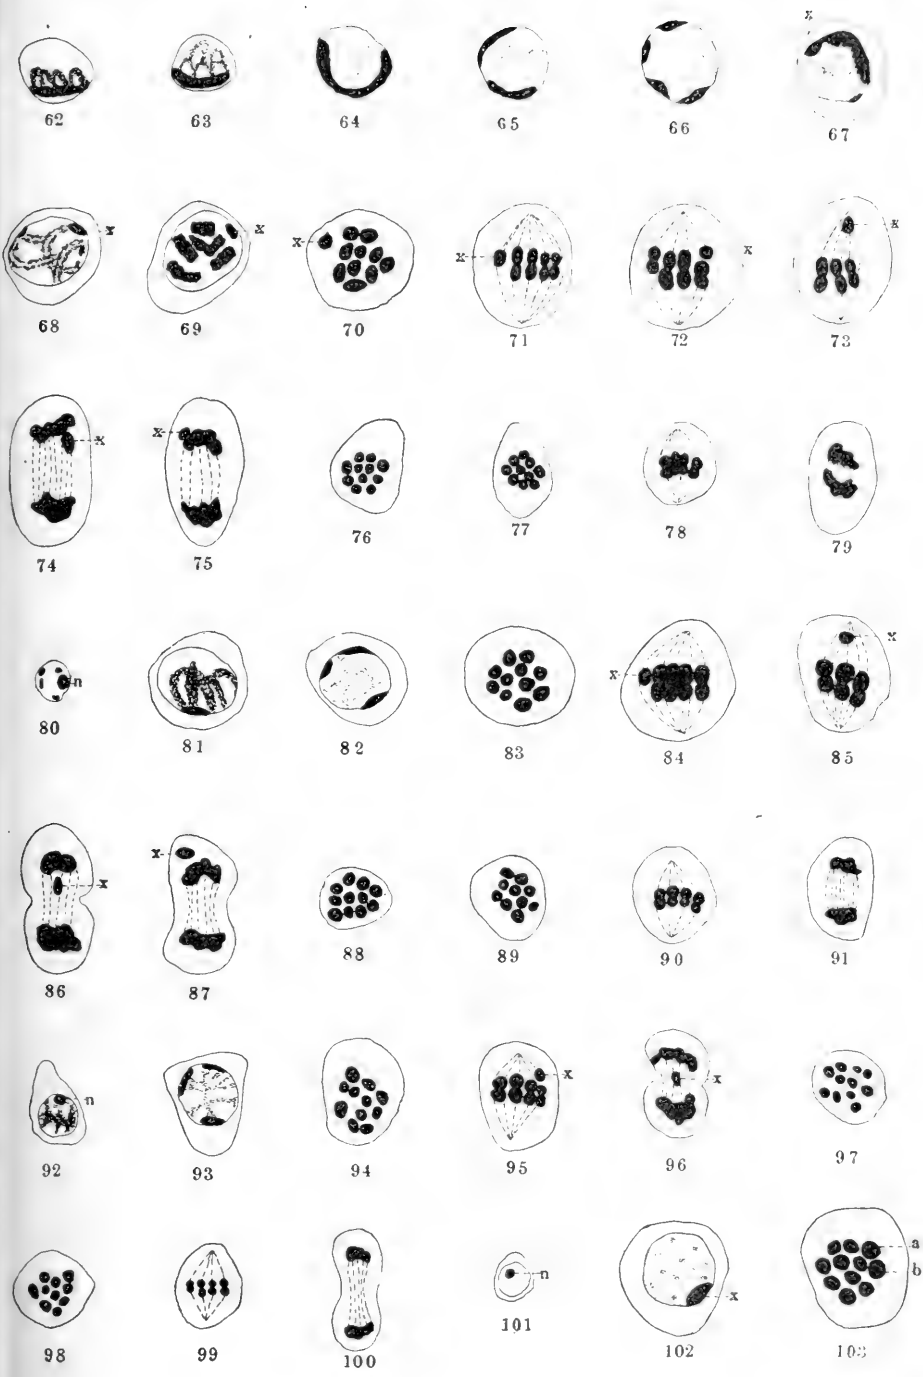 x
62 63 64 65 66 67
x x x x x x
68 69 70 71 72 73
x x
74 75 76 77 78 79
n x x
80 81 82 83 84 85
x x
86 87 88 89 90 91
n x x
92 93 94 95 96 97
n x a
b
98 99 100 101 102 103